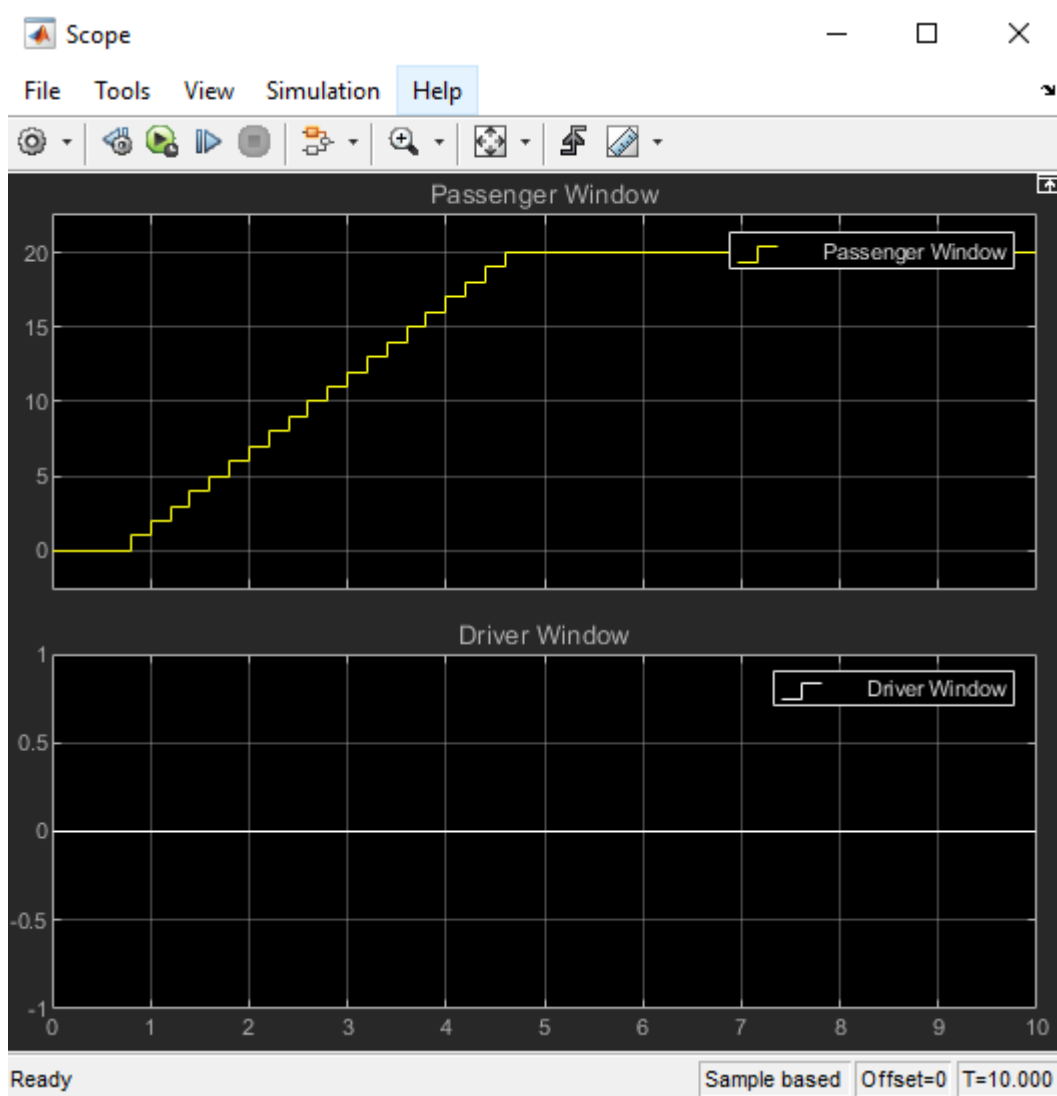 Scope
File Tools View Simulation Help
Passenger Window
Passenger Window
20
15
10
5
0
Driver Window
Driver Window
1
0.5
0
-0.5
-1
0 1 2 3 4 5 6 7 8 9 10
Ready Sample based Offset=0 T=10.000